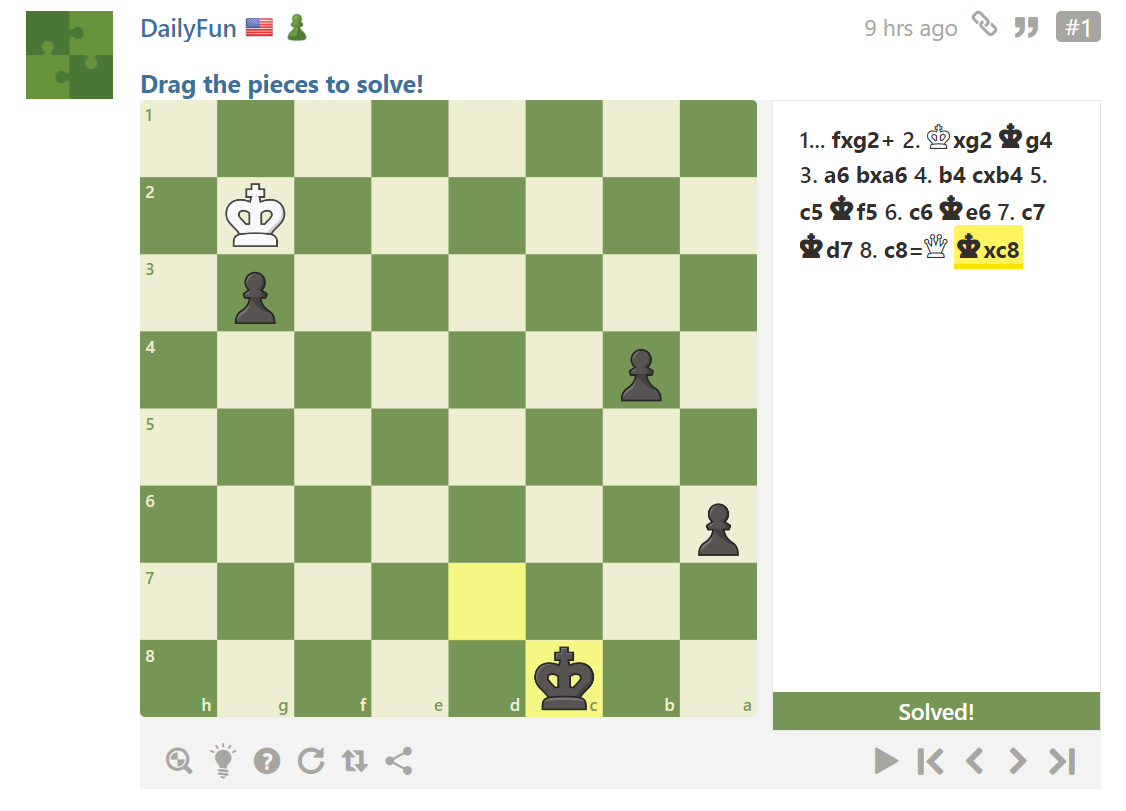 DailyFun
9 hrs ago
#1
Drag the pieces to solve!
1
2
3
4
5
6
7
8
h g f e d c b a
1... fxg2+ 2. ♔xg2 ♚g4
3. a6 bxa6 4. b4 cxb4 5.
c5 ♚f5 6. c6 ♚e6 7. c7
♚d7 8. c8=♕ ♚xc8
Solved!